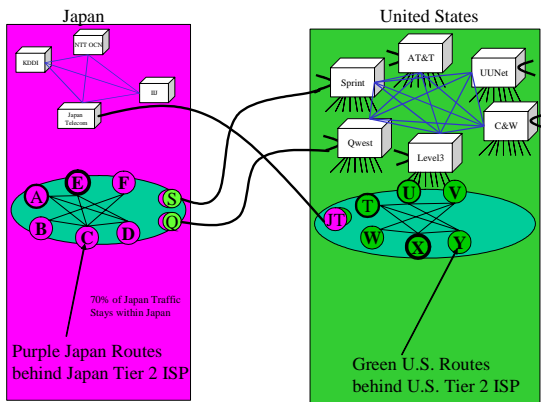 Japan
United States
NTT OCN
KDDI
IIJ
Japan
Telecom
AT&T
Sprint
UUNet
Qwest
C&W
Level3
A
E
F
S
B
C
D
Q
JT
T
U
V
W
X
Y
70% of Japan Traffic
Stays within Japan
Purple Japan Routes
behind Japan Tier 2 ISP
Green U.S. Routes
behind U.S. Tier 2 ISP